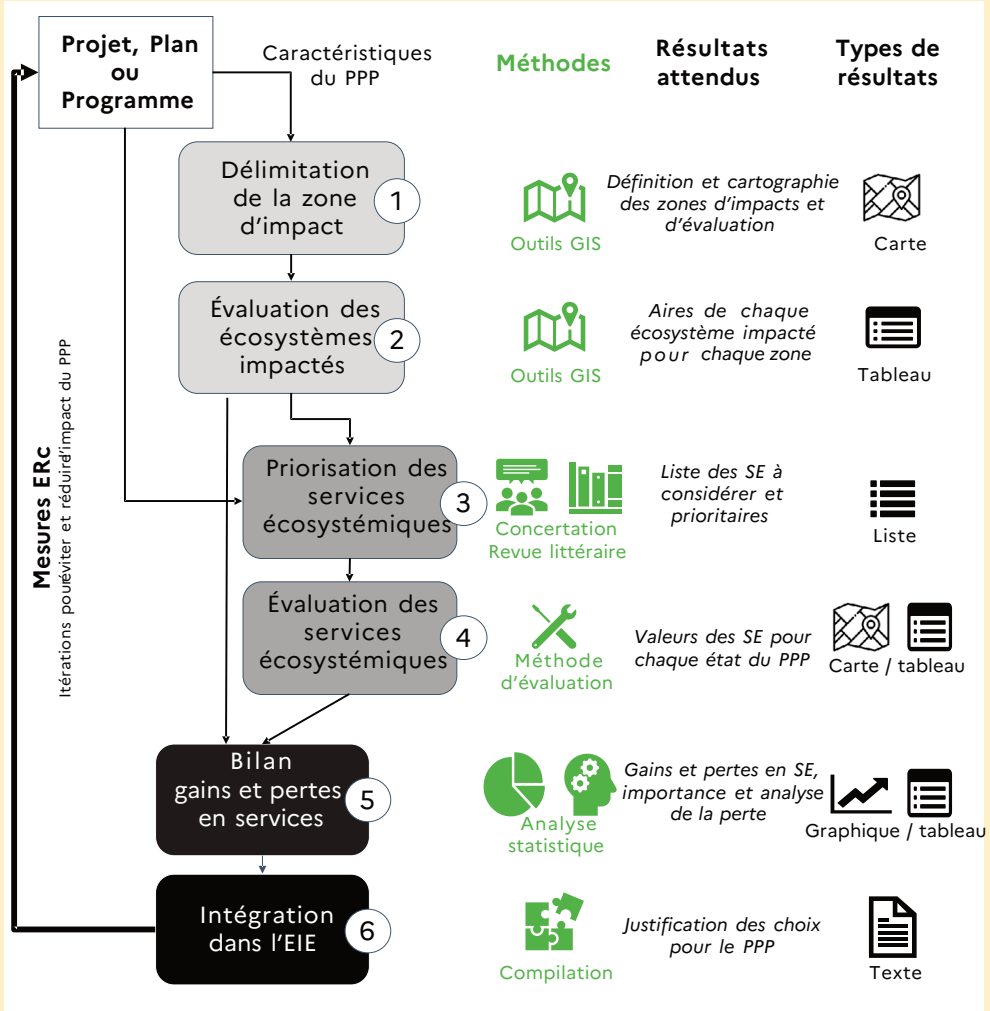 Projet, Plan
ou
Programme
Caractéristiques
du PPP
Méthodes
Résultats
attendus
Types de
résultats
Délimitation
de la zone
d'impact
1
Outils GIS
Définition et cartographie
des zones d'impacts et
d'évaluation
Carte
Évaluation des
écosystèmes
impactés
2
Outils GIS
Aires de chaque
écosystème impacté
pour chaque zone
Tableau
Mesures ERc
Itérations pouréviter et réduired'impact du PPP
Priorisation des
services
écosystémiques
3
Concertation
Revue littéraire
Liste des SE à
considérer et
prioritaires
Liste
Évaluation des
services
écosystémiques
4
Méthode
d'évaluation
Valeurs des SE pour
chaque état du PPP
Carte / tableau
Bilan
gains et pertes
en services
5
Analyse
statistique
Gains et pertes en SE,
importance et analyse
de la perte
Graphique / tableau
Intégration
dans l'EIE
6
Compilation
Justification des choix
pour le PPP
Texte